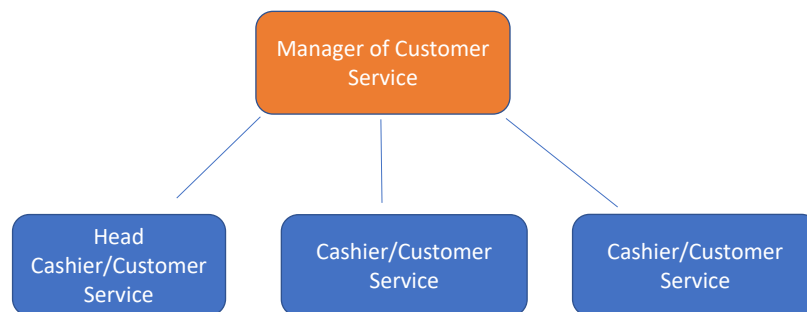 Manager of Customer
Service
Head
Cashier/Customer
Service
Cashier/Customer
Service
Cashier/Customer
Service